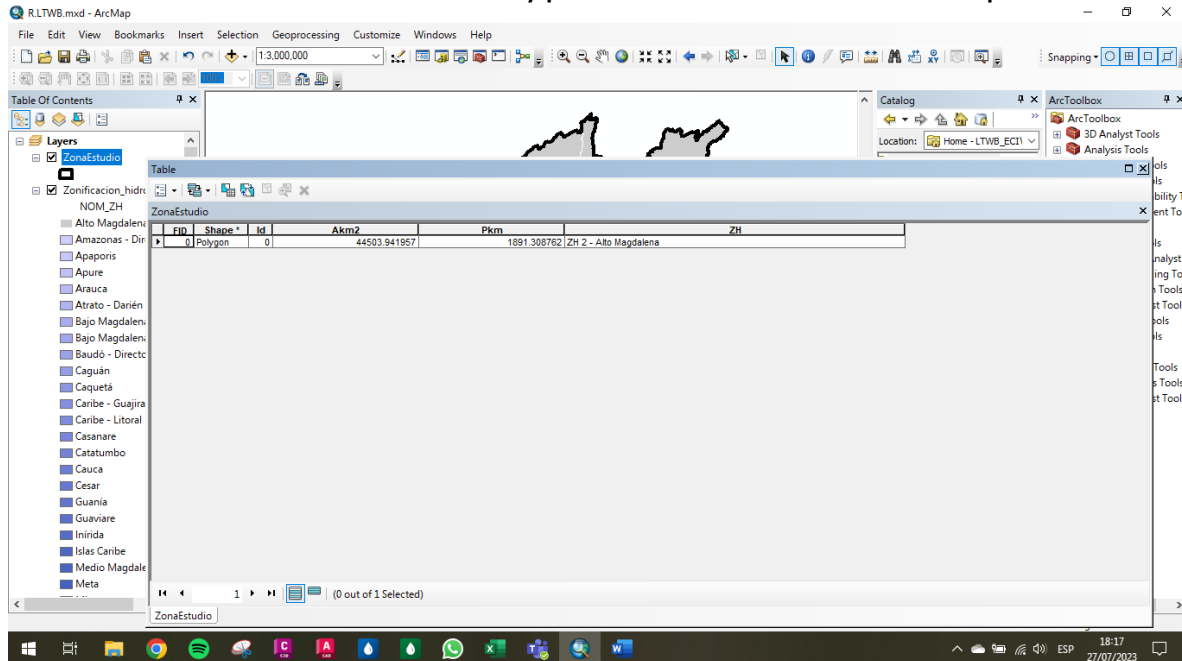 R.LTWB.mxd - ArcMap
File Edit View Bookmarks Insert Selection Geoprocessing Customize Windows Help
1:3,000,000
Snapping
100%
Table Of Contents
Catalog
ArcToolbox
Layers
Location: Home - LTWB_ECI\
ArcToolbox
3D Analyst Tools
Analysis Tools
ZonaEstudio
Table
Zonificacion_hidro
NOM_ZH
ZonaEstudio
FID Shape * Id Akm2 Pkm ZH
0 Polygon 0 44503.941957 1891.308762 ZH 2 - Alto Magdalena
Alto Magdalena
Amazonas - Dir
Apaporis
Apure
Arauca
Atrato - Darién
Bajo Magdalena
Bajo Magdalena
Baudó - Directo
Caguán
Caquetá
Caribe - Guajira
Caribe - Litoral
Casanare
Catatumbo
Cauca
Cesar
Guanía
Guaviare
Inírida
Islas Caribe
Medio Magdale
Meta
1 (0 out of 1 Selected)
ZonaEstudio
ESP
18:17
27/07/2023